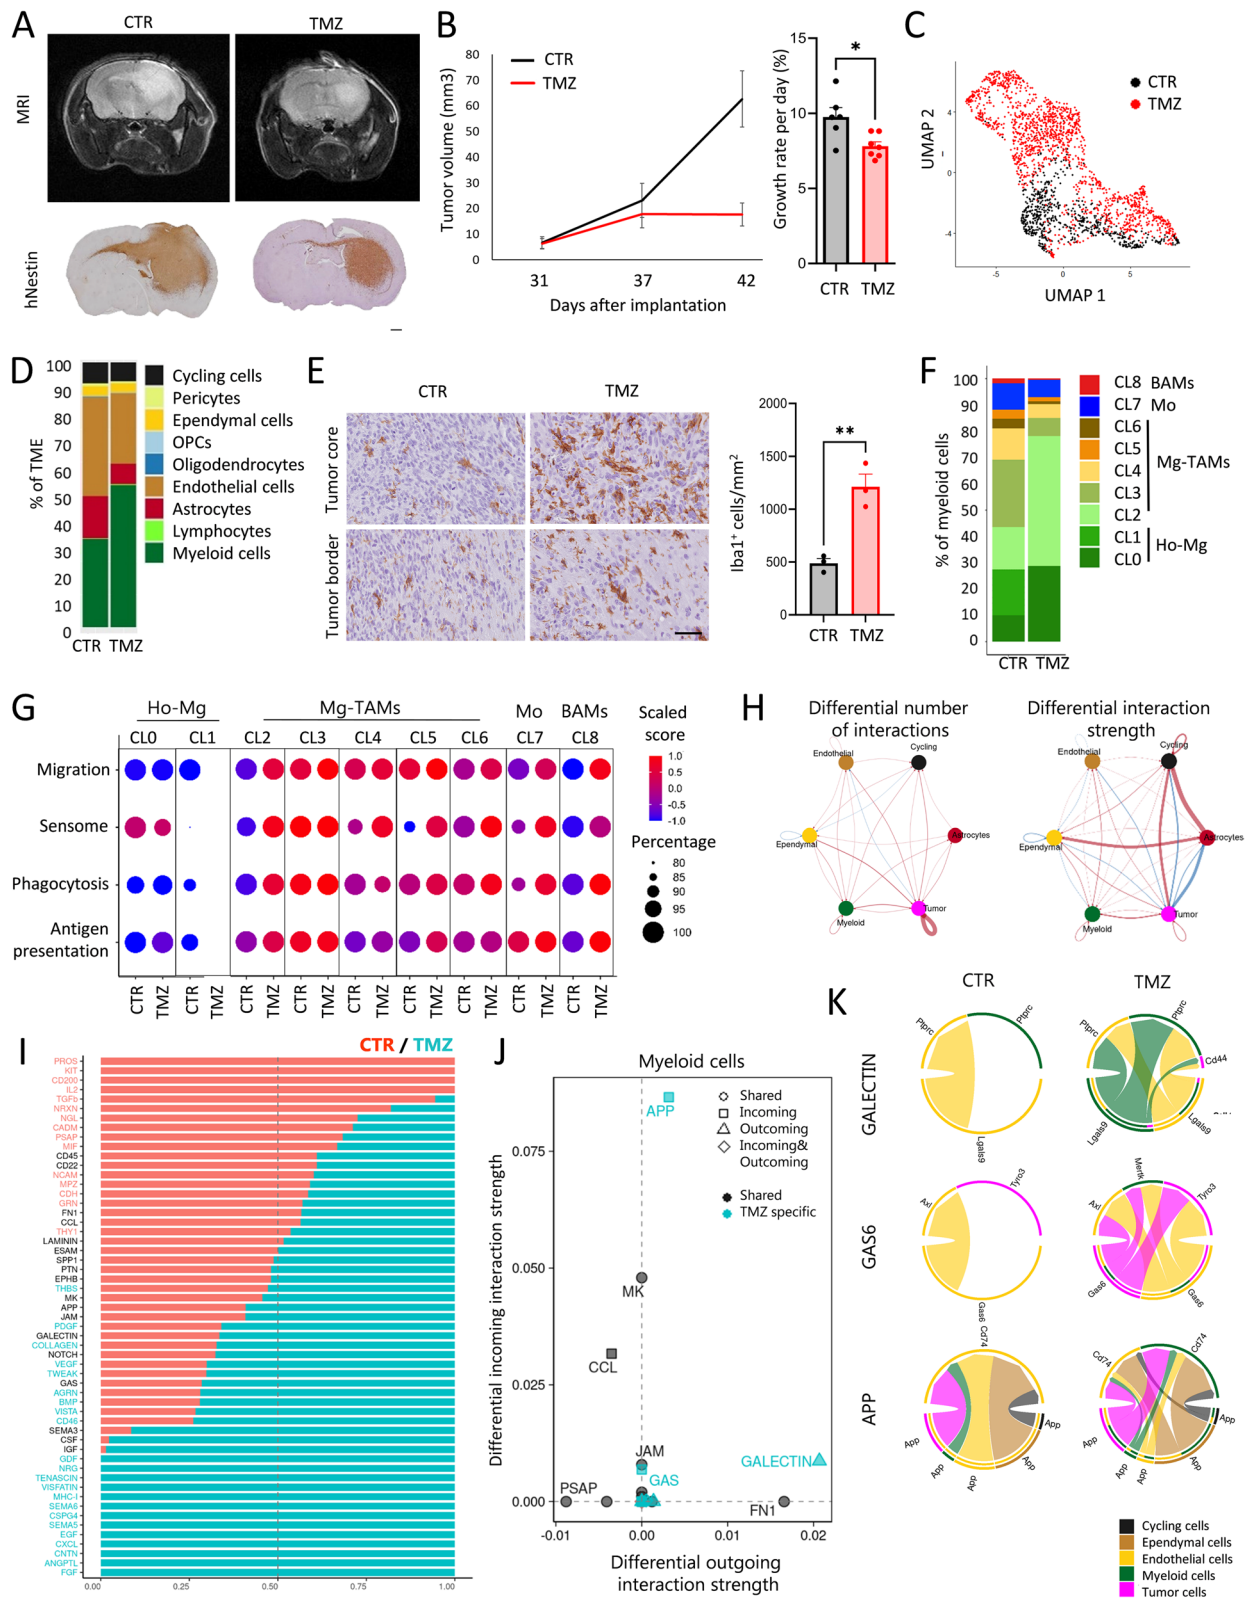 A
CTR
TMZ
MRI
hNestin
B
Tumor volume (mm3)
80
70
60
50
40
30
20
10
0
CTR
TMZ
31
37
42
Days after implantation
Growth rate per day (%)
15
10
5
0
*
CTR
TMZ
C
CTR
TMZ
UMAP 2
4
0
-4
-5
0
5
UMAP 1
D
% of TME
100
90
80
70
60
50
40
30
20
10
0
CTR TMZ
Cycling cells
Pericytes
Ependymal cells
OPCs
Oligodendrocytes
Endothelial cells
Astrocytes
Lymphocytes
Myeloid cells
E
CTR
TMZ
Tumor core
Tumor border
Iba1+ cells/mm2
2000
1500
1000
500
0
**
CTR
TMZ
F
% of myeloid cells
100
90
80
70
60
50
40
30
20
10
0
CTR TMZ
CL8 BAMs
CL7 Mo
CL6
CL5
CL4
CL3
CL2
CL1
CL0
Mg-TAMs
Ho-Mg
G
Ho-Mg
Mg-TAMs
Mo
BAMs
CL0
CL1
CL2
CL3
CL4
CL5
CL6
CL7
CL8
Migration
Sensome
Phagocytosis
Antigen
presentation
CTR
TMZ
CTR
TMZ
CTR
TMZ
CTR
TMZ
CTR
TMZ
CTR
TMZ
CTR
TMZ
CTR
TMZ
CTR
TMZ
Scaled
score
1.0
0.5
0
-0.5
-1.0
Percentage
80
85
90
95
100
H
Differential number
of interactions
Endothelial
Cycling
Ependymal
Astrocytes
Myeloid
Tumor
Differential interaction
strength
Endothelial
Cycling
Ependymal
Astrocytes
Myeloid
Tumor
I
CTR / TMZ
PROS
KIT
CD200
IL2
TGFb
NRXN
NGL
CADM
PSAP
MIF
CD45
CD22
NCAM
MPZ
CDH
GRN
FN1
CCL
THY1
LAMININ
ESAM
SPP1
PTN
EPHB
THBS
MK
APP
JAM
PDGF
GALECTIN
COLLAGEN
NOTCH
VEGF
TWEAK
GAS
AGRN
BMP
VISTA
CD46
SEMA3
CSF
IGF
GDF
NRG
TENASCIN
VISFATIN
MHC-I
SEMA6
CSPG4
SEMA5
EGF
CXCL
CNTN
ANGPTL
FGF
0.00
0.25
0.50
0.75
1.00
J
Myeloid cells
Differential incoming interaction strength
0.075
0.050
0.025
0.000
APP
MK
CCL
JAM
GAS
GALECTIN
PSAP
FN1
Shared
Incoming
Outcoming
Incoming&
Outcoming
Shared
TMZ specific
-0.01
0.00
0.01
0.02
Differential outgoing
interaction strength
K
CTR
TMZ
GALECTIN
Ptprc
Ptprc
Lgals9
Ptprc
Ptprc
Cd44
Lgals9
Lgals9
GAS6
Axl
Tyro3
Gas6
Axl
Mertk
Tyro3
Gas6
Gas6
APP
Cd74
App
App
App
App
App
Cd74
Cd74
App
App
App
App
App
Cycling cells
Ependymal cells
Endothelial cells
Myeloid cells
Tumor cells